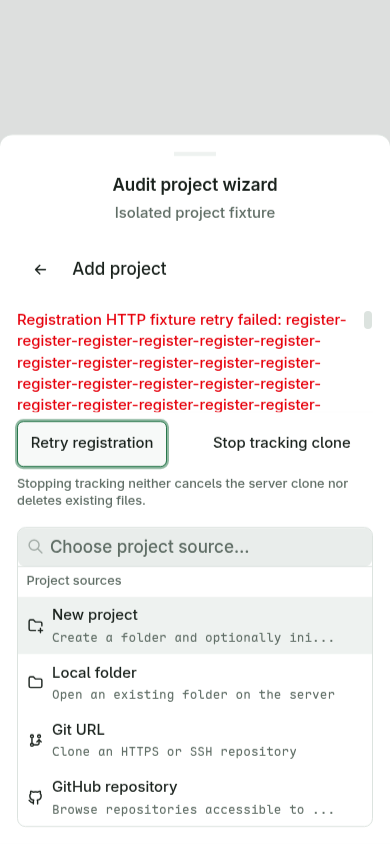 Audit project wizard
Isolated project fixture
Add project
Registration HTTP fixture retry failed: register-
register-register-register-register-register-
register-register-register-register-register-
register-register-register-register-register-
register-register-register-register-register-
Retry registration
Stop tracking clone
Stopping tracking neither cancels the server clone nor
deletes existing files.
Choose project source...
Project sources
New project
Create a folder and optionally ini...
Local folder
Open an existing folder on the server
Git URL
Clone an HTTPS or SSH repository
GitHub repository
Browse repositories accessible to ...